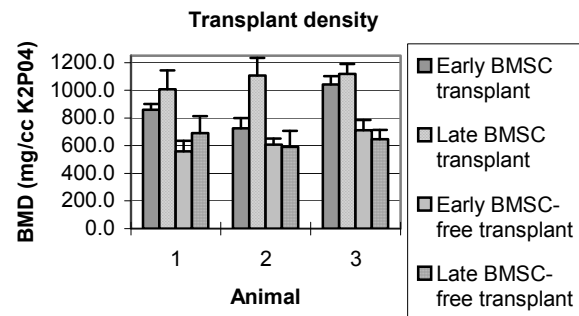 Transplant density
BMD (mg/cc K2P04)
1200.0
1000.0
800.0
600.0
400.0
200.0
0.0
1 2 3
Animal
Early BMSC
transplant
Late BMSC
transplant
Early BMSC-
free transplant
Late BMSC-
free transplant